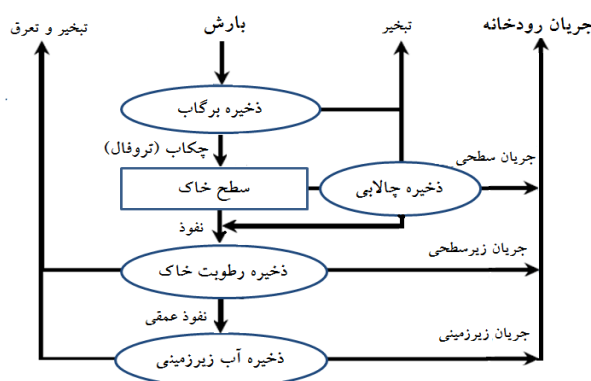 جریان رودخانه
بارش
تبخیر
تبخیر و تعرق
ذخیره برگاب
چکاب (تروفال)
جریان سطحی
ذخیره چالابی
سطح خاک
نفوذ
جریان زیرسطحی
ذخیره رطوبت خاک
نفوذ عمقی
جریان زیرزمینی
ذخیره آب زیرزمینی